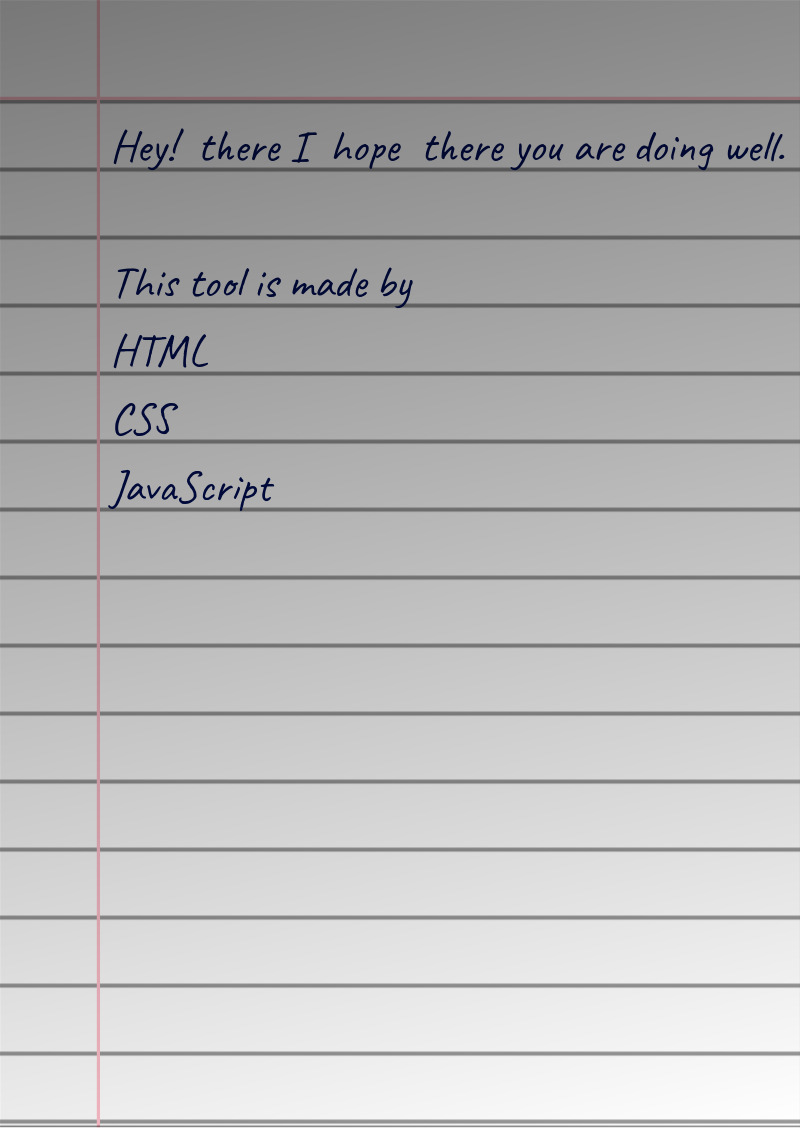 Hey!  there I  hope  there you are doing well.
This tool is made by
HTML
CSS
JavaScript